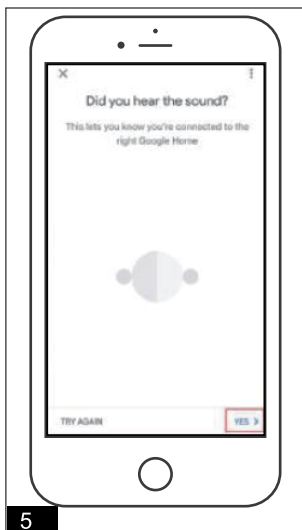 Did you hear the sound?
This lets you know you're connected to the
right Google Home
TRY AGAIN
YES >
5